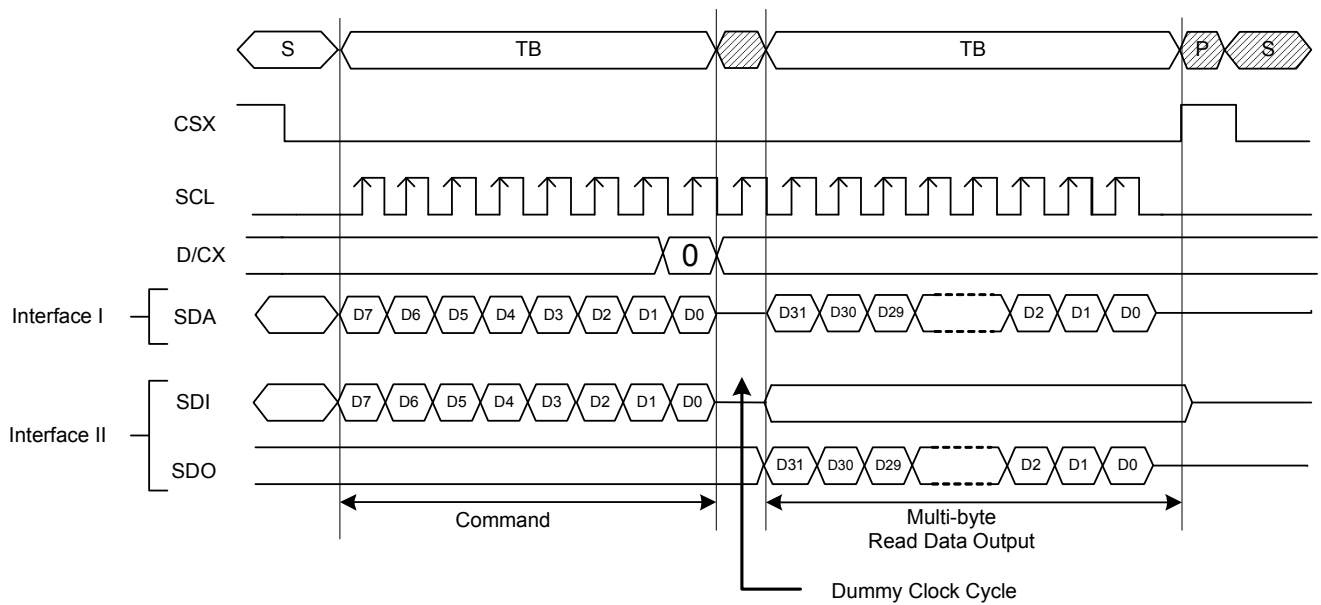 S TB TB P S
CSX
SCL
D/CX 0
Interface I SDA D7 D6 D5 D4 D3 D2 D1 D0 D31 D30 D29 D2 D1 D0
SDI D7 D6 D5 D4 D3 D2 D1 D0
Interface II
SDO D31 D30 D29 D2 D1 D0
Command
Multi-byte
Read Data Output
Dummy Clock Cycle